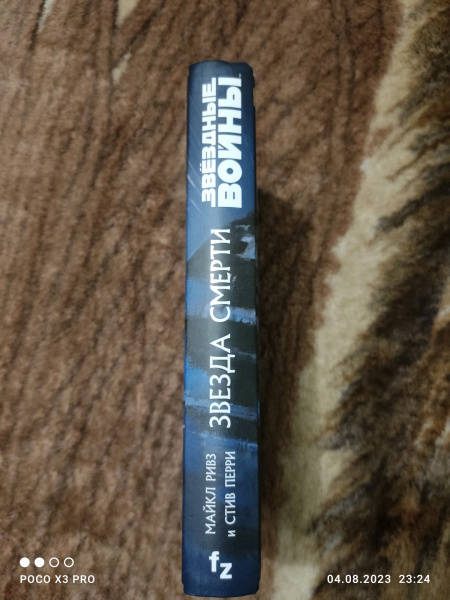 ЗВЁЗДНЫЕ
ВОЙНЫ
ЗВЕЗДА СМЕРТИ
МАЙКЛ РИВЗ
и СТИВ ПЕРРИ
fz
POCO X3 PRO
04.08.2023 23:24